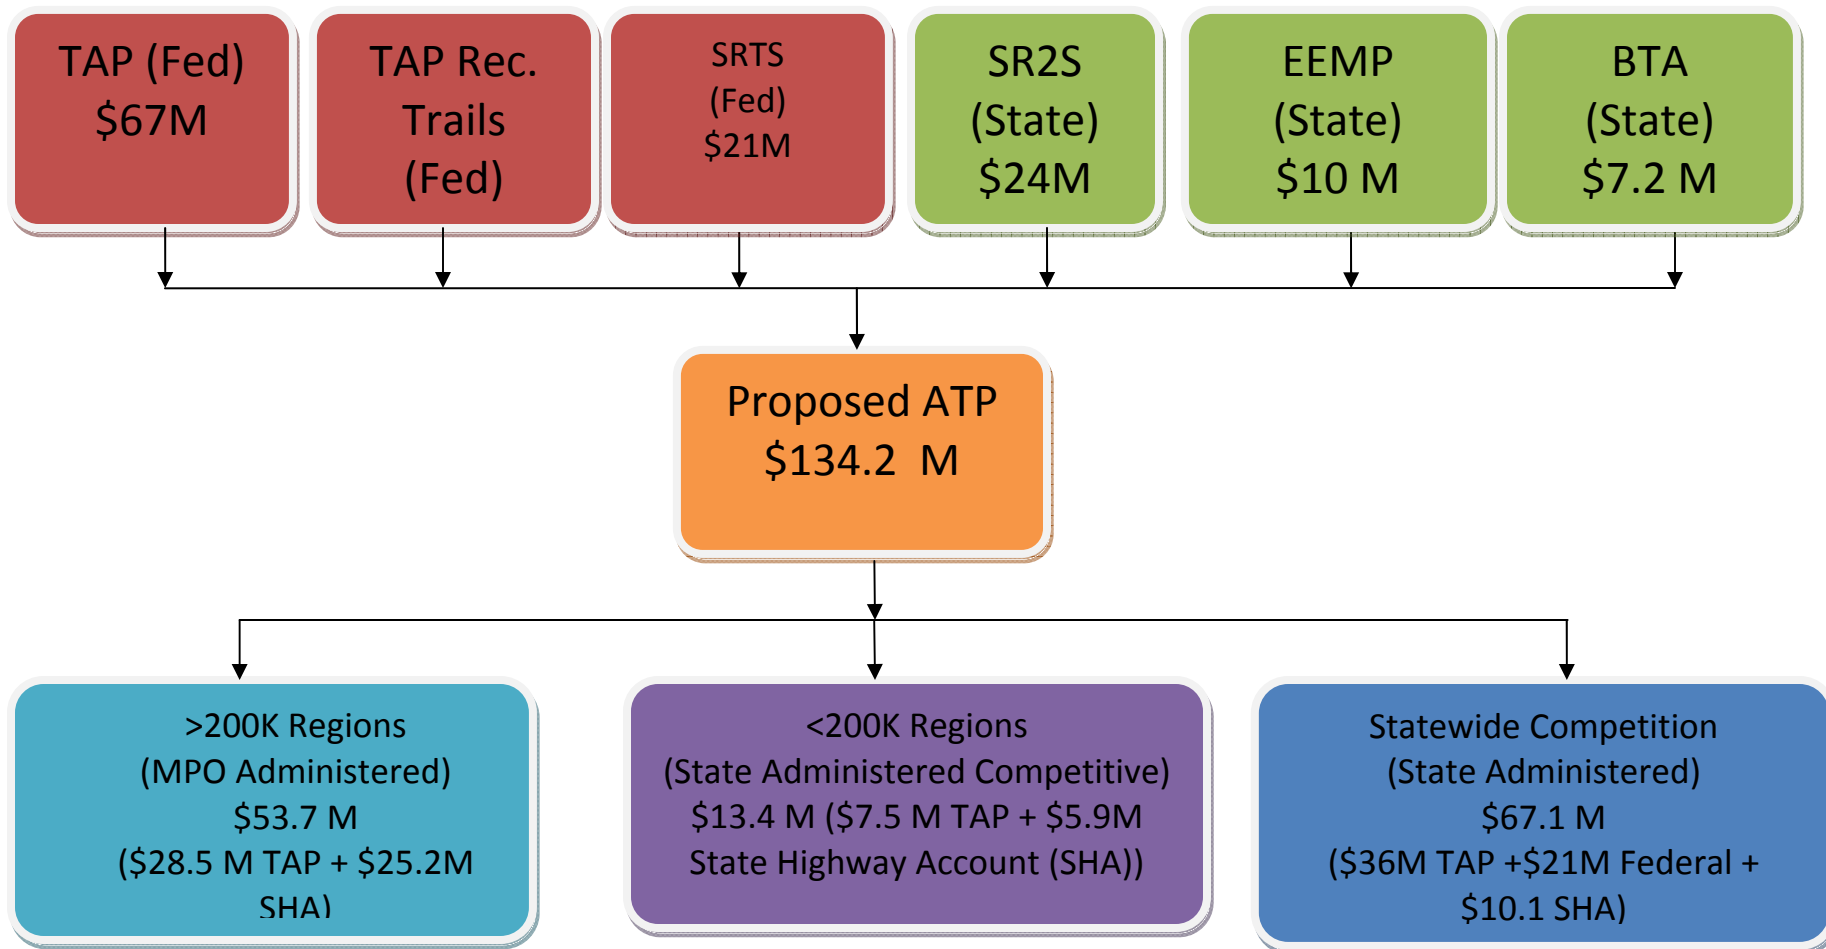 TAP (Fed)
$67M
TAP Rec.
Trails
(Fed)
SRTS
(Fed)
$21M
SR2S
(State)
$24M
EEMP
(State)
$10 M
BTA
(State)
$7.2 M
Proposed ATP
$134.2 M
>200K Regions
(MPO Administered)
$53.7 M
($28.5 M TAP + $25.2M
SHA)
<200K Regions
(State Administered Competitive)
$13.4 M ($7.5 M TAP + $5.9M
State Highway Account (SHA))
Statewide Competition
(State Administered)
$67.1 M
($36M TAP +$21M Federal +
$10.1 SHA)